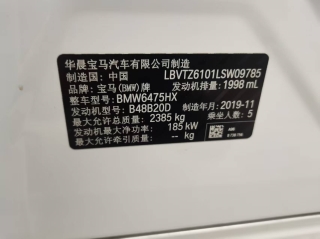 华晨宝马汽车有限公司
制造国：中国 LBVTZ6101LSW09785
品牌：宝马(BMW)牌 发动机排量：1998 mL
整车型号：BMW6475HX
发动机型号：B48B20D 制造年月：2019-11
最大允许总质量：2385 kg 乘坐人数：5
发动机最大净功率： 185 kW
最大允许牵引质量： - kg